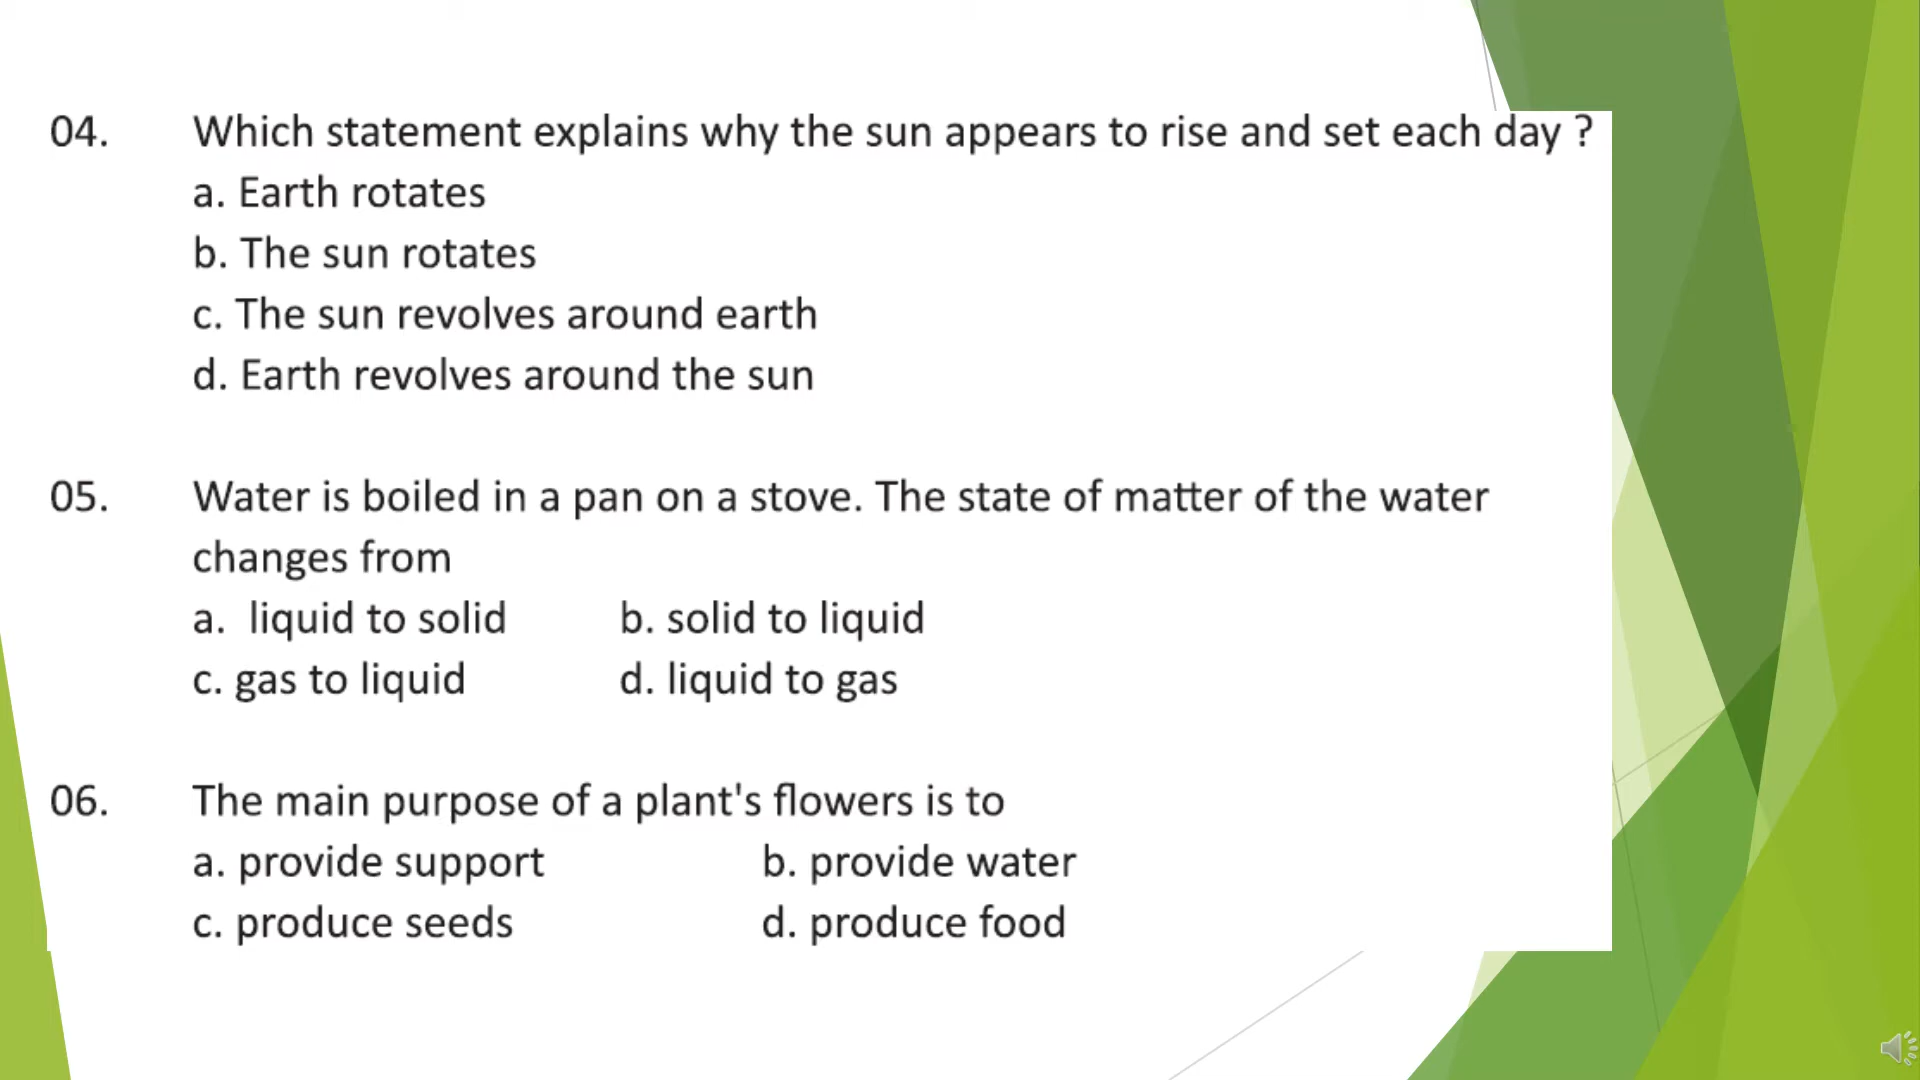 04. Which statement explains why the sun appears to rise and set each day ?
a. Earth rotates
b. The sun rotates
c. The sun revolves around earth
d. Earth revolves around the sun
05. Water is boiled in a pan on a stove. The state of matter of the water
changes from
a. liquid to solid b. solid to liquid
c. gas to liquid d. liquid to gas
06. The main purpose of a plant's flowers is to
a. provide support b. provide water
c. produce seeds d. produce food